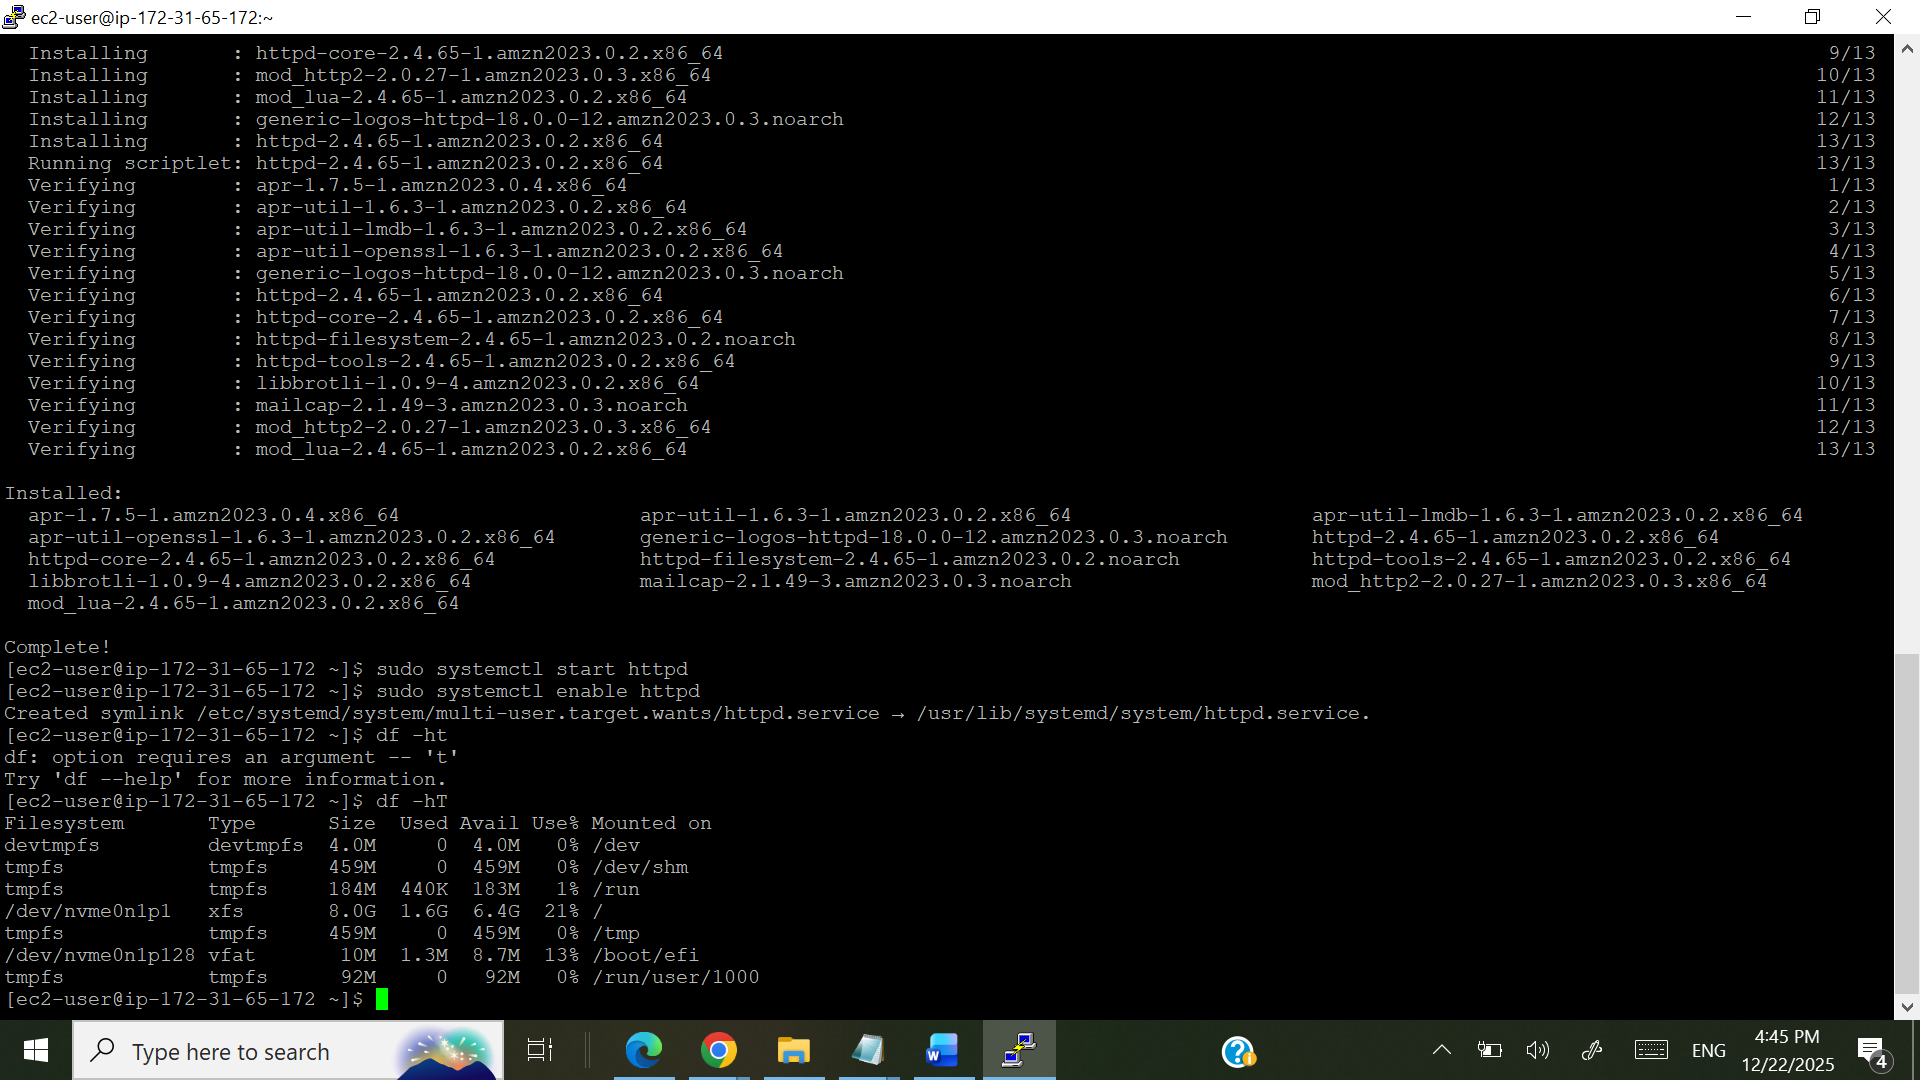 ec2-user@ip-172-31-65-172:~
Installing : httpd-core-2.4.65-1.amzn2023.0.2.x86_64 9/13
Installing : mod_http2-2.0.27-1.amzn2023.0.3.x86_64 10/13
Installing : mod_lua-2.4.65-1.amzn2023.0.2.x86_64 11/13
Installing : generic-logos-httpd-18.0.0-12.amzn2023.0.3.noarch 12/13
Installing : httpd-2.4.65-1.amzn2023.0.2.x86_64 13/13
Running scriptlet: httpd-2.4.65-1.amzn2023.0.2.x86_64 13/13
Verifying : apr-1.7.5-1.amzn2023.0.4.x86_64 1/13
Verifying : apr-util-1.6.3-1.amzn2023.0.2.x86_64 2/13
Verifying : apr-util-lmdb-1.6.3-1.amzn2023.0.2.x86_64 3/13
Verifying : apr-util-openssl-1.6.3-1.amzn2023.0.2.x86_64 4/13
Verifying : generic-logos-httpd-18.0.0-12.amzn2023.0.3.noarch 5/13
Verifying : httpd-2.4.65-1.amzn2023.0.2.x86_64 6/13
Verifying : httpd-core-2.4.65-1.amzn2023.0.2.x86_64 7/13
Verifying : httpd-filesystem-2.4.65-1.amzn2023.0.2.noarch 8/13
Verifying : httpd-tools-2.4.65-1.amzn2023.0.2.x86_64 9/13
Verifying : libbrotli-1.0.9-4.amzn2023.0.2.x86_64 10/13
Verifying : mailcap-2.1.49-3.amzn2023.0.3.noarch 11/13
Verifying : mod_http2-2.0.27-1.amzn2023.0.3.x86_64 12/13
Verifying : mod_lua-2.4.65-1.amzn2023.0.2.x86_64 13/13
Installed:
apr-1.7.5-1.amzn2023.0.4.x86_64 apr-util-1.6.3-1.amzn2023.0.2.x86_64 apr-util-lmdb-1.6.3-1.amzn2023.0.2.x86_64
apr-util-openssl-1.6.3-1.amzn2023.0.2.x86_64 generic-logos-httpd-18.0.0-12.amzn2023.0.3.noarch httpd-2.4.65-1.amzn2023.0.2.x86_64
httpd-core-2.4.65-1.amzn2023.0.2.x86_64 httpd-filesystem-2.4.65-1.amzn2023.0.2.noarch httpd-tools-2.4.65-1.amzn2023.0.2.x86_64
libbrotli-1.0.9-4.amzn2023.0.2.x86_64 mailcap-2.1.49-3.amzn2023.0.3.noarch mod_http2-2.0.27-1.amzn2023.0.3.x86_64
mod_lua-2.4.65-1.amzn2023.0.2.x86_64
Complete!
[ec2-user@ip-172-31-65-172 ~]$ sudo systemctl start httpd
[ec2-user@ip-172-31-65-172 ~]$ sudo systemctl enable httpd
Created symlink /etc/systemd/system/multi-user.target.wants/httpd.service → /usr/lib/systemd/system/httpd.service.
[ec2-user@ip-172-31-65-172 ~]$ df -ht
df: option requires an argument -- 't'
Try 'df --help' for more information.
[ec2-user@ip-172-31-65-172 ~]$ df -hT
Filesystem Type Size Used Avail Use% Mounted on
devtmpfs devtmpfs 4.0M 0 4.0M 0% /dev
tmpfs tmpfs 459M 0 459M 0% /dev/shm
tmpfs tmpfs 184M 440K 183M 1% /run
/dev/nvme0n1p1 xfs 8.0G 1.6G 6.4G 21% /
tmpfs tmpfs 459M 0 459M 0% /tmp
/dev/nvme0n1p128 vfat 10M 1.3M 8.7M 13% /boot/efi
tmpfs tmpfs 92M 0 92M 0% /run/user/1000
[ec2-user@ip-172-31-65-172 ~]$
Type here to search
W
ENG
4:45 PM
12/22/2025
4